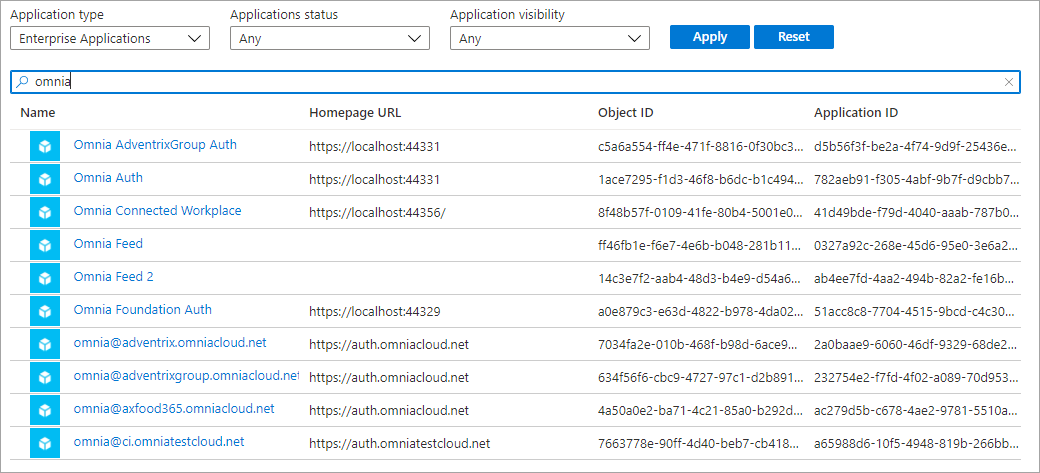 Application type Applications status Application visibility
Enterprise Applications Any Any Apply Reset
omnia
Name Homepage URL Object ID Application ID
Omnia AdventrixGroup Auth https://localhost:44331 c5a6a554-ff4e-471f-8816-0f30bc3... d5b56f3f-be2a-4f74-9d9f-25436e...
Omnia Auth https://localhost:44331 1ace7295-f1d3-46f8-b6dc-b1c494... 782aeb91-f305-4abf-9b7f-d9cbb7...
Omnia Connected Workplace https://localhost:44356/ 8f48b57f-0109-41fe-80b4-5001e0... 41d49bde-f79d-4040-aaab-787b0...
Omnia Feed ff46fb1e-f6e7-4e6b-b048-281b11... 0327a92c-268e-45d6-95e0-3e6a2...
Omnia Feed 2 14c3e7f2-aab4-48d3-b4e9-d54a6... ab4ee7fd-4aa2-494b-82a2-fe16b...
Omnia Foundation Auth https://localhost:44329 a0e879c3-e63d-4822-b978-4da02... 51acc8c8-7704-4515-9bcd-c4c30...
omnia@adventrix.omniacloud.net https://auth.omniacloud.net 7034fa2e-010b-468f-b98d-6ace9... 2a0baae9-6060-46df-9329-68de2...
omnia@adventrixgroup.omniacloud.net https://auth.omniacloud.net 634f56f6-cbc9-4727-97c1-d2b891... 232754e2-f7fd-4f02-a089-70d953...
omnia@axfood365.omniacloud.net https://auth.omniacloud.net 4a50a0e2-ba71-4c21-85a0-b292d... ac279d5b-c678-4ae2-9781-5510a...
omnia@ci.omniatestcloud.net https://auth.omniatestcloud.net 7663778e-90ff-4d40-beb7-cb418... a65988d6-10f5-4948-819b-266bb...